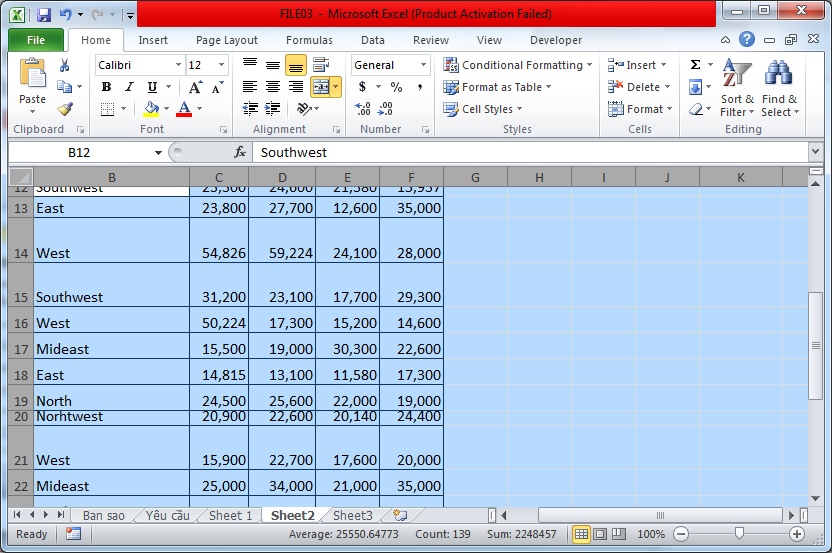 FILE03 - Microsoft Excel (Product Activation Failed)
File Home Insert Page Layout Formulas Data Review View Developer
Paste
Calibri 12
B I U A A
General
$ % ,
Conditional Formatting
Format as Table
Cell Styles
Insert
Delete
Format
Σ
Sort & Filter
Find & Select
Clipboard Font Alignment Number Styles Cells Editing
B12 fx Southwest
B C D E F G H I J K
12 Southwest 23,500 24,600 21,580 15,957
13 East 23,800 27,700 12,600 35,000
14 West 54,826 59,224 24,100 28,000
15 Southwest 31,200 23,100 17,700 29,300
16 West 50,224 17,300 15,200 14,600
17 Mideast 15,500 19,000 30,300 22,600
18 East 14,815 13,100 11,580 17,300
19 North 24,500 25,600 22,000 19,000
20 Norhtwest 20,900 22,600 20,140 24,400
21 West 15,900 22,700 17,600 20,000
22 Mideast 25,000 34,000 21,000 35,000
Ban sao Yêu cầu Sheet 1 Sheet2 Sheet3
Ready Average: 25550.64773 Count: 139 Sum: 2248457 100%